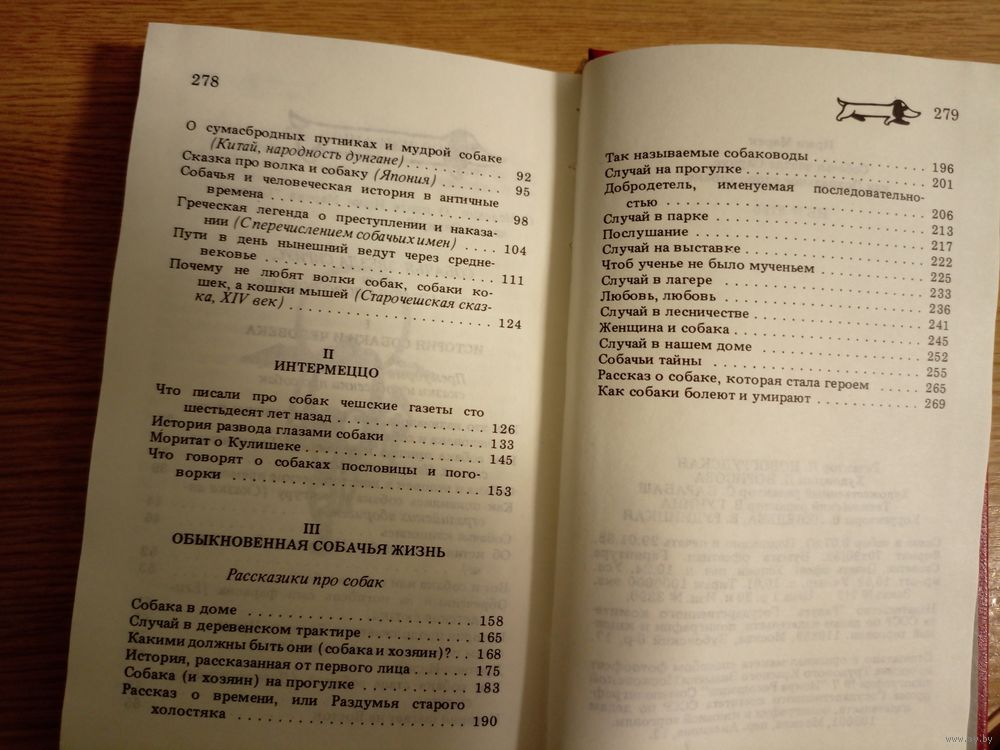 278
О сумасбродных путниках и мудрой собаке
(Китай, народность дунгане) . . . . . . . . . 92
Сказка про волка и собаку (Япония) . . . . . . . 95
Собачья и человеческая история в античные
времена . . . . . . . . . . . . . . . . . . . 98
Греческая легенда о преступлении и наказа-
нии (С перечислением собачьих имен) . . . . 104
Пути в день нынешний ведут через средне-
вековье . . . . . . . . . . . . . . . . . . 111
Почему не любят волки собак, собаки ко-
шек, а кошки мышей (Старочешская сказ-
ка, XIV век) . . . . . . . . . . . . . . . 124
II
ИНТЕРМЕЦЦО
Что писали про собак чешские газеты сто
шестьдесят лет назад . . . . . . . . . . . . 126
История развода глазами собаки . . . . . . . . 133
Моритат о Кулишеке . . . . . . . . . . . . . . 145
Что говорят о собаках пословицы и пого-
ворки . . . . . . . . . . . . . . . . . . . 153
III
ОБЫКНОВЕННАЯ СОБАЧЬЯ ЖИЗНЬ
Рассказики про собак
Собака в доме . . . . . . . . . . . . . . . . 158
Случай в деревенском трактире . . . . . . . . 165
Какими должны быть они (собака и хозяин)? . . 168
История, рассказанная от первого лица . . . . . 175
Собака (и хозяин) на прогулке . . . . . . . . . 183
Рассказ о времени, или Раздумья старого
холостяка . . . . . . . . . . . . . . . . . 190
279
Так называемые собаководы . . . . . . . . . 196
Случай на прогулке . . . . . . . . . . . . . 201
Добродетель, именуемая последовательно-
стью . . . . . . . . . . . . . . . . . . . 206
Случай в парке . . . . . . . . . . . . . . . 213
Послушание . . . . . . . . . . . . . . . . . 217
Случай на выставке . . . . . . . . . . . . . 222
Чтоб ученье не было мученьем . . . . . . . . 225
Случай в лагере . . . . . . . . . . . . . . . 233
Любовь, любовь . . . . . . . . . . . . . . . 236
Случай в лесничестве . . . . . . . . . . . . 241
Женщина и собака . . . . . . . . . . . . . . 245
Случай в нашем доме . . . . . . . . . . . . 252
Собачьи тайны . . . . . . . . . . . . . . . 255
Рассказ о собаке, которая стала героем . . . . 265
Как собаки болеют и умирают . . . . . . . . 269
www.ay.by